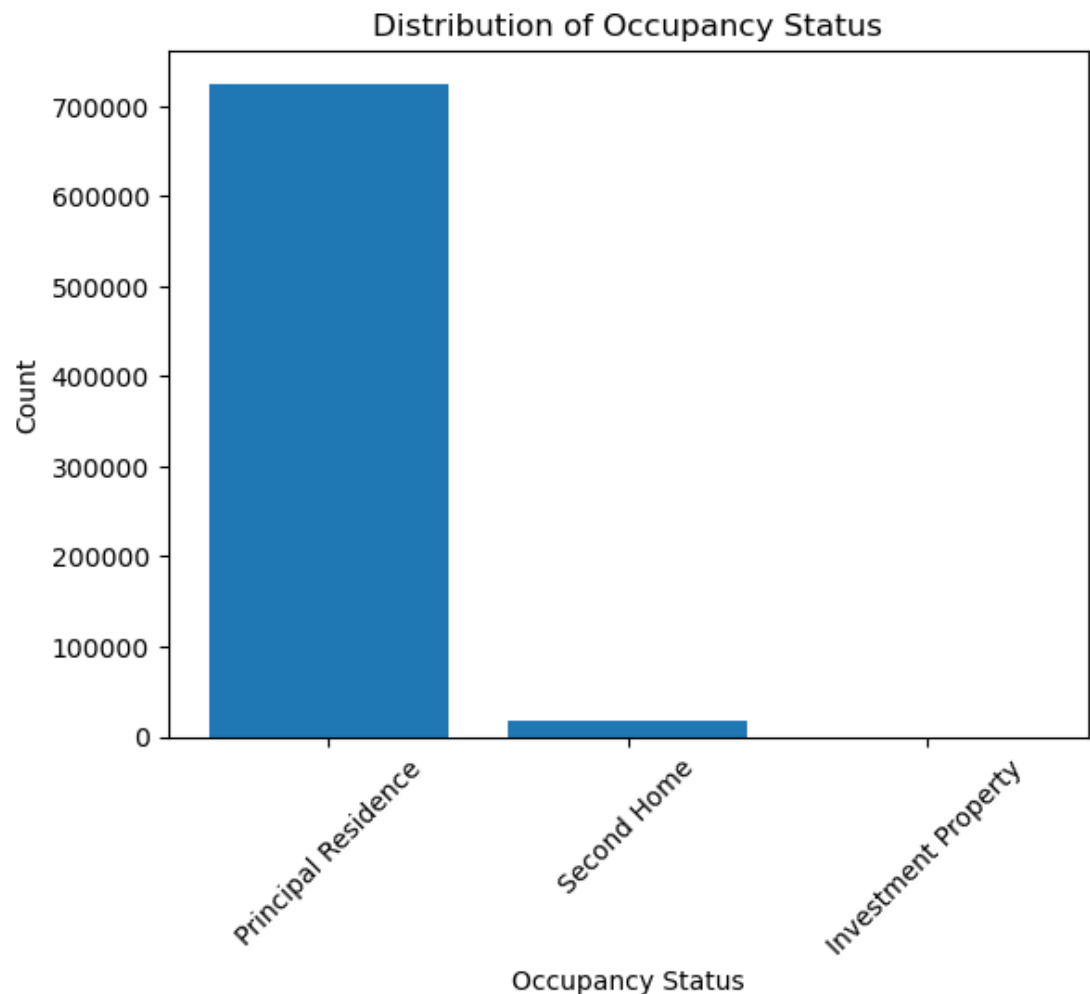 Distribution of Occupancy Status
700000
600000
500000
400000
300000
200000
100000
0
Count
Principal Residence
Second Home
Investment Property
Occupancy Status